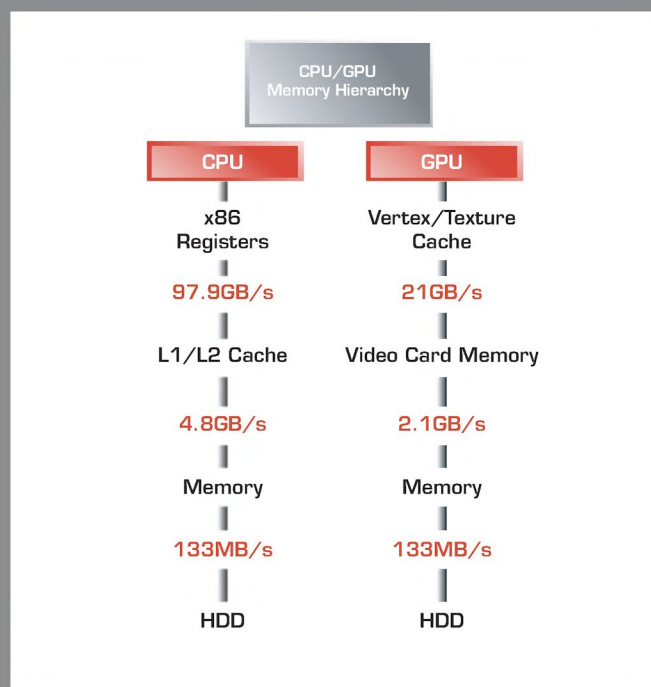 CPU/GPU
Memory Hierarchy
CPU
x86
Registers
97.9GB/s
L1/L2 Cache
4.8GB/s
Memory
133MB/s
HDD
GPU
Vertex/Texture
Cache
21GB/s
Video Card Memory
2.1GB/s
Memory
133MB/s
HDD